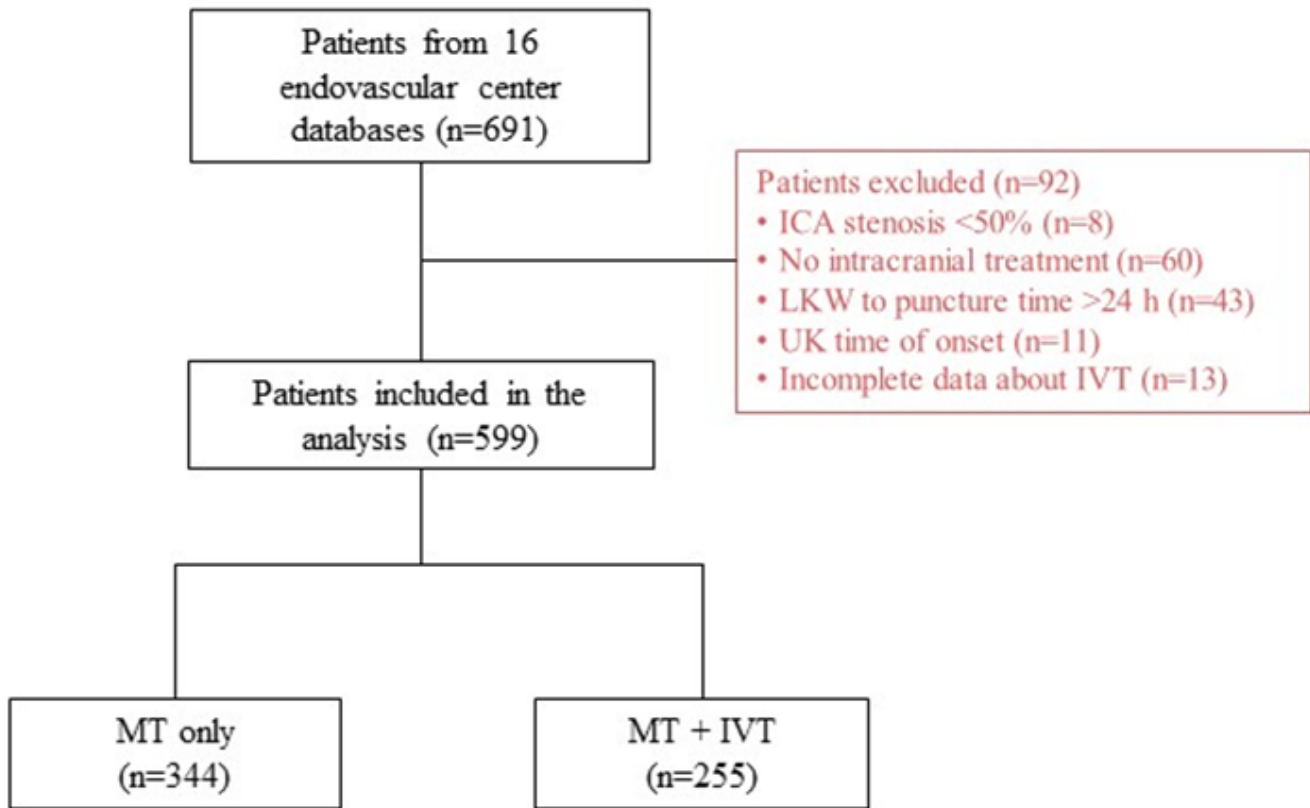 Patients from 16
endovascular center
databases (n=691)
Patients excluded (n=92)
• ICA stenosis <50% (n=8)
• No intracranial treatment (n=60)
• LKW to puncture time >24 h (n=43)
• UK time of onset (n=11)
• Incomplete data about IVT (n=13)
Patients included in the
analysis (n=599)
MT only
(n=344)
MT + IVT
(n=255)